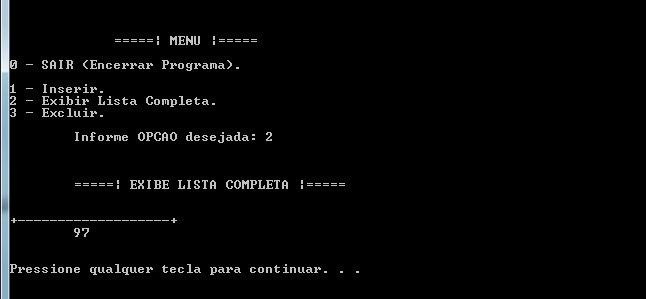 =====¦ MENU ¦=====
0 - SAIR (Encerrar Programa).
1 - Inserir.
2 - Exibir Lista Completa.
3 - Excluir.
Informe OPCAO desejada: 2
=====¦ EXIBE LISTA COMPLETA ¦=====
+-------------------+
97
Pressione qualquer tecla para continuar. . .